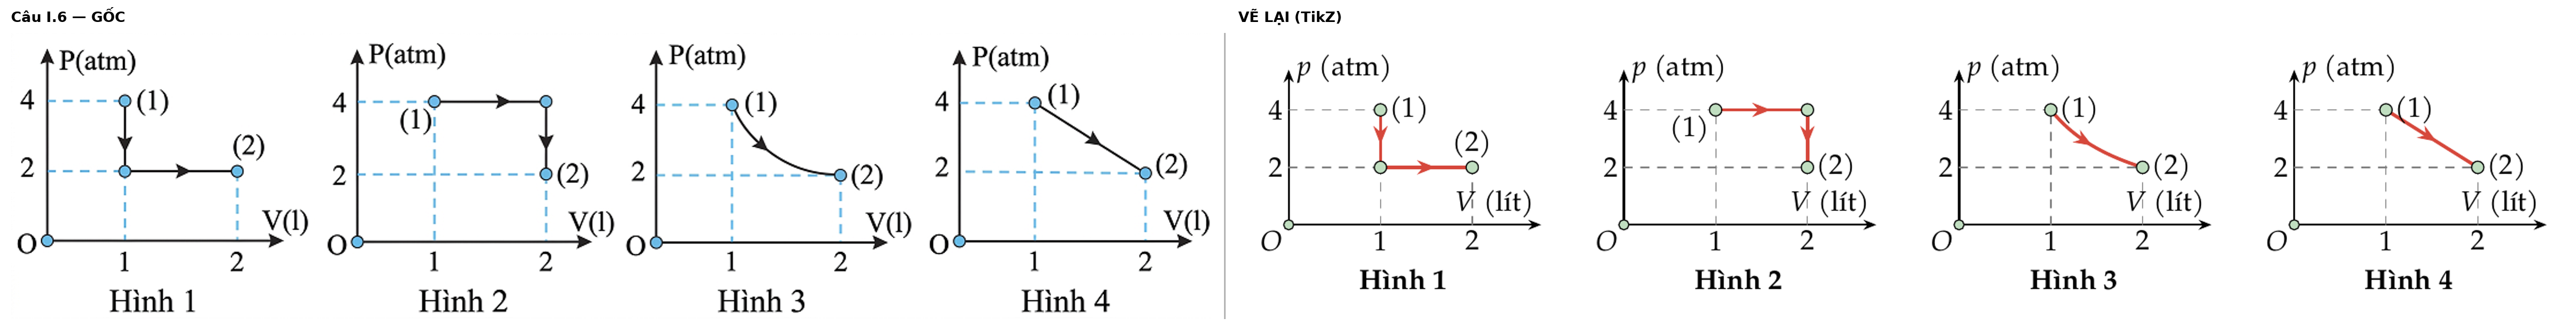 Câu I.6 — GỐC
P(atm)
4
(1)
2
(2)
V(l)
O
1
2
Hình 1
P(atm)
4
(1)
2
(2)
V(l)
O
1
2
Hình 2
P(atm)
4
(1)
2
(2)
V(l)
O
1
2
Hình 3
P(atm)
4
(1)
2
(2)
V(l)
O
1
2
Hình 4
VẼ LẠI (TikZ)
p (atm)
4
(1)
(2)
2
V (lít)
O
1
2
Hình 1
p (atm)
4
(1)
2
(2)
V (lít)
O
1
2
Hình 2
p (atm)
4
(1)
2
(2)
V (lít)
O
1
2
Hình 3
p (atm)
4
(1)
2
(2)
V (lít)
O
1
2
Hình 4